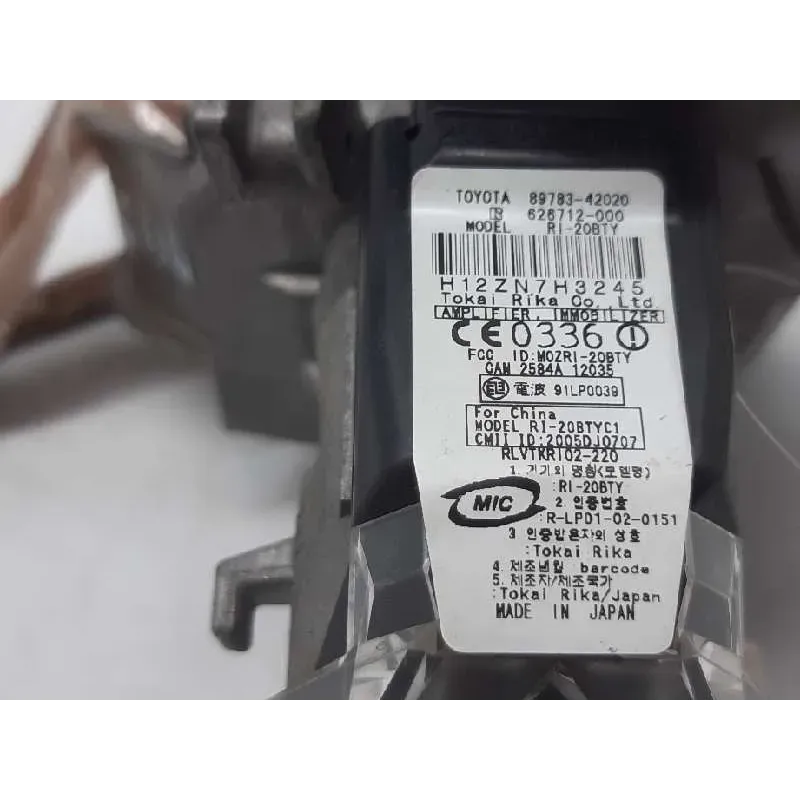 TOYOTA 89783-42020
626712-000
MODEL RI-20BTY
H12ZN7H3245
Tokai Rika Co. Ltd.
AMPLIFIER, IMMOBILIZER
CE 0336
FCC ID:MOZRI-20BTY
CAN 2584A 12035
電波 91LP0039
For China
MODEL RI-20BTYC1
CMII ID:2005DJ0707
RLVTKRI02-220
1. 기기의 명칭(모델명)
:RI-20BTY
MIC
2 인증번호
:R-LPD1-02-0151
3 인증받은자의 상호
:Tokai Rika
4. 제조년월 barcode
5. 제조자/제조국가
:Tokai Rika/Japan
MADE IN JAPAN